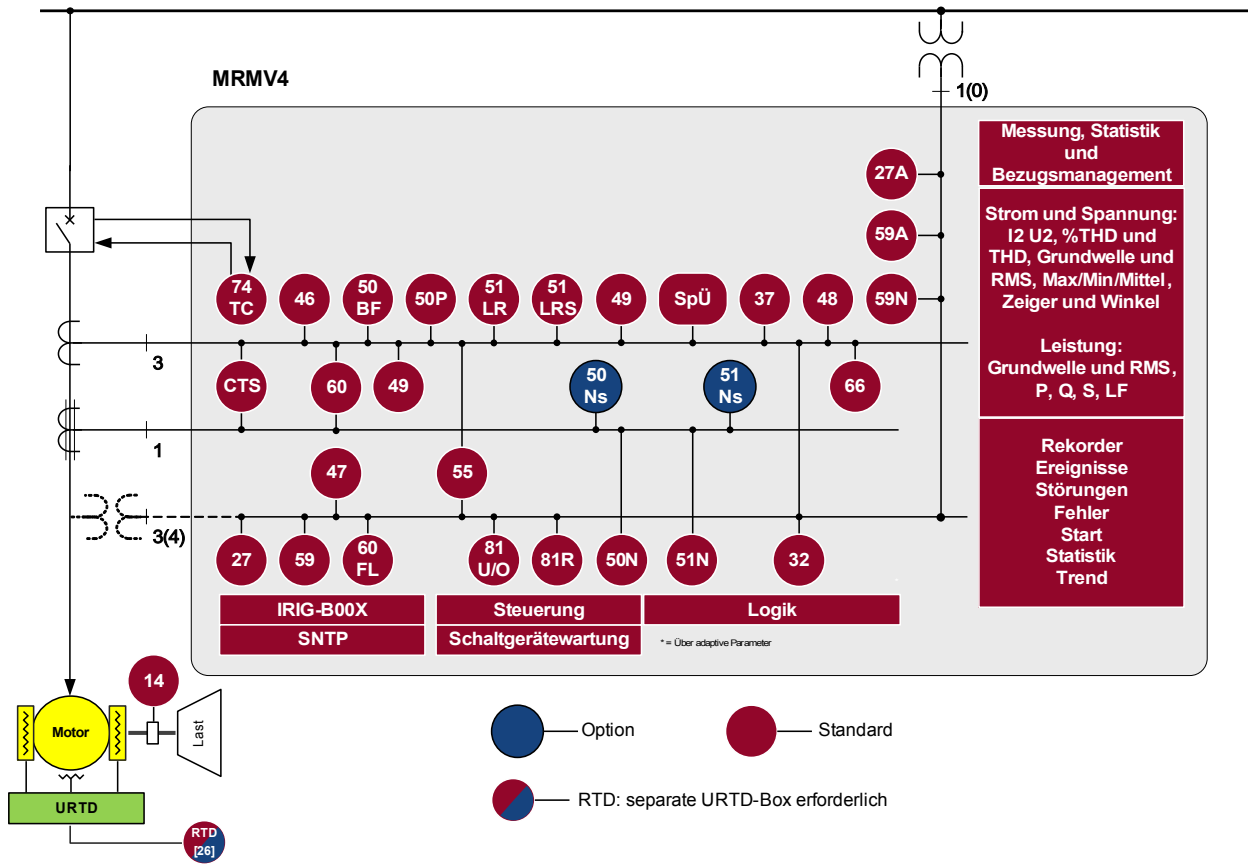 MRMV4
1(0)
27A
59A
59N
74
TC
46
50
BF
50P
51
LR
51
LRS
49
SpÜ
37
48
3
CTS
60
49
50
Ns
51
Ns
66
1
47
55
3(4)
27
59
60
FL
81
U/O
81R
50N
51N
32
IRIG-B00X
SNTP
Steuerung
Schaltgerätewartung
Logik
* = Über adaptive Parameter
Messung, Statistik
und
Bezugsmanagement
Strom und Spannung:
I2 U2, %THD und
THD, Grundwelle und
RMS, Max/Min/Mittel,
Zeiger und Winkel
Leistung:
Grundwelle und RMS,
P, Q, S, LF
Rekorder
Ereignisse
Störungen
Fehler
Start
Statistik
Trend
14
Motor
Last
URTD
RTD
[26]
Option
Standard
RTD: separate URTD-Box erforderlich